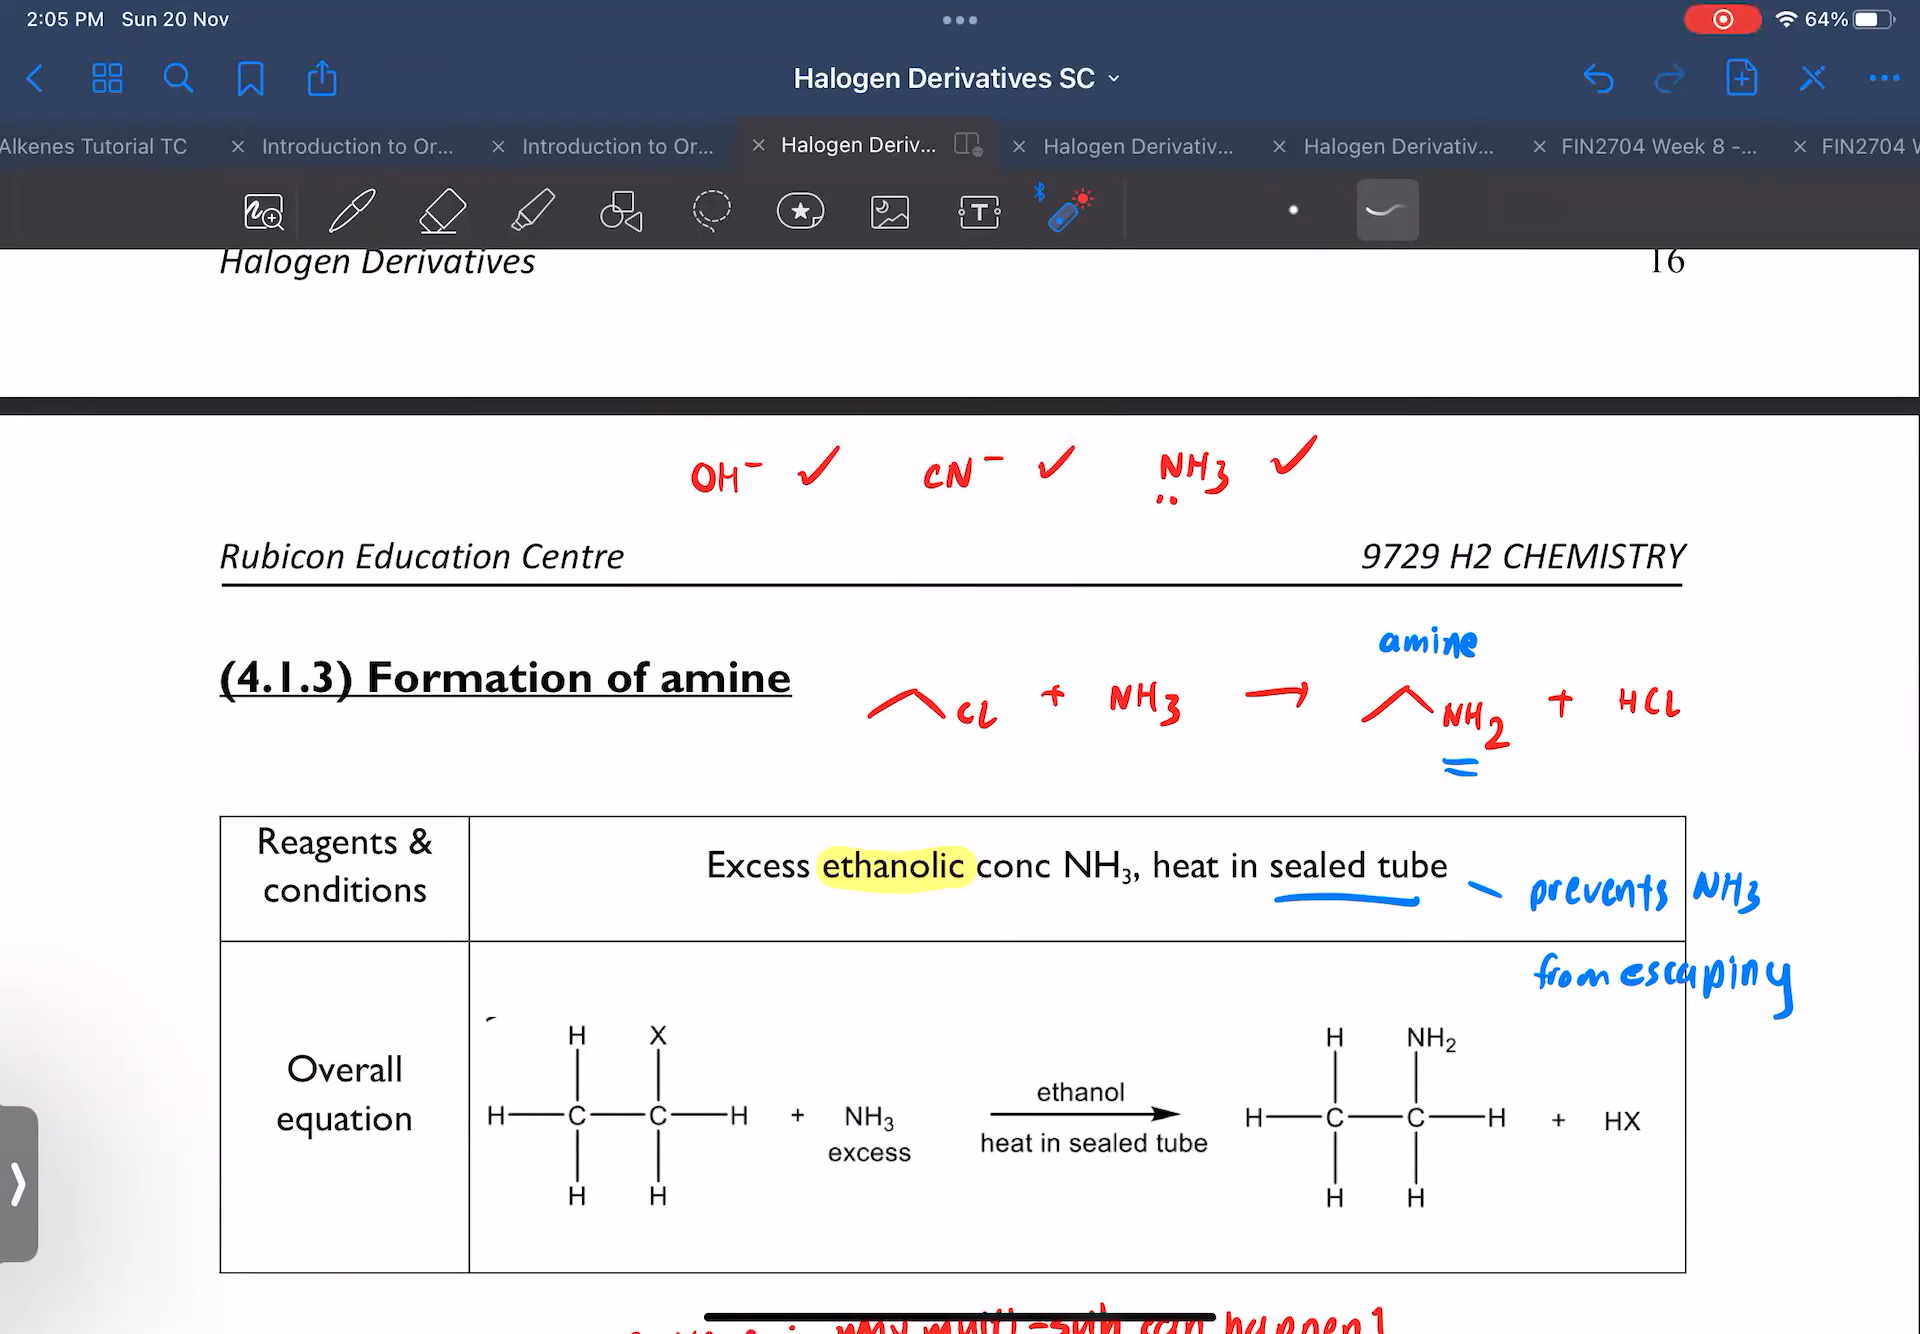 2:05 PM Sun 20 Nov
64%
Halogen Derivatives SC
Alkenes Tutorial TC
Introduction to Or...
Introduction to Or...
Halogen Deriv...
Halogen Derivativ...
Halogen Derivativ...
FIN2704 Week 8 -...
FIN2704
Halogen Derivatives 16
OH⁻ ✓ CN⁻ ✓ NH₃ ✓
Rubicon Education Centre 9729 H2 CHEMISTRY
amine
(4.1.3) Formation of amine
Cl + NH₃ → NH₂ + HCl
Reagents &
conditions
Excess ethanolic conc NH₃, heat in sealed tube
prevents NH₃
from escaping
Overall
equation
H X
H C C H + NH₃
excess
ethanol
heat in sealed tube
H H
H NH₂
H C C H + HX
H H
can happen!